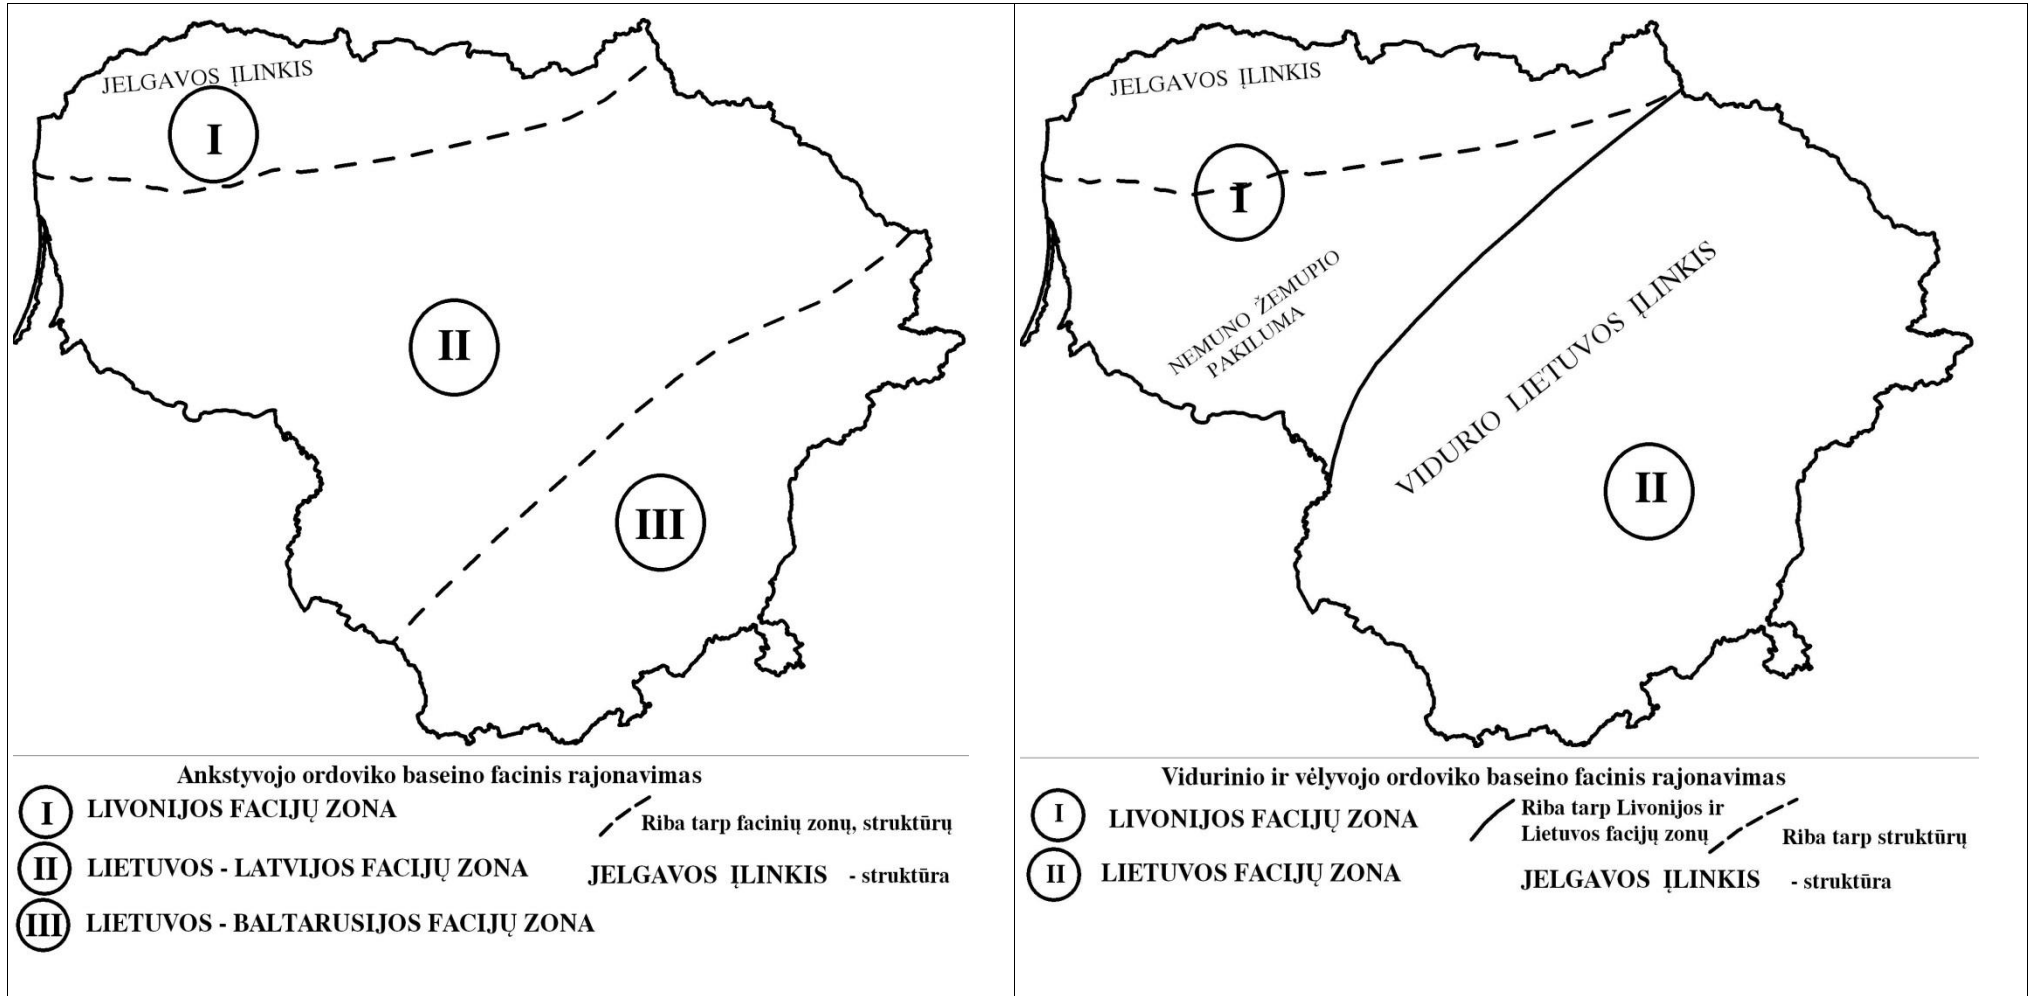 JELGAVOS ĮLINKIS
I
II
III
Ankstyvojo ordoviko baseino facinis rajonavimas
I LIVONIJOS FACIJŲ ZONA
Riba tarp facinių zonų, struktūrų
II LIETUVOS - LATVIJOS FACIJŲ ZONA
JELGAVOS ĮLINKIS - struktūra
III LIETUVOS - BALTARUSIJOS FACIJŲ ZONA
JELGAVOS ĮLINKIS
I
NEMUNO ŽEMUPIO
PAKILUMA
VIDURIO LIETUVOS ĮLINKIS
II
Vidurinio ir vėlyvojo ordoviko baseino facinis rajonavimas
I LIVONIJOS FACIJŲ ZONA
Riba tarp Livonijos ir
Lietuvos facijų zonų
Riba tarp struktūrų
II LIETUVOS FACIJŲ ZONA
JELGAVOS ĮLINKIS - struktūra